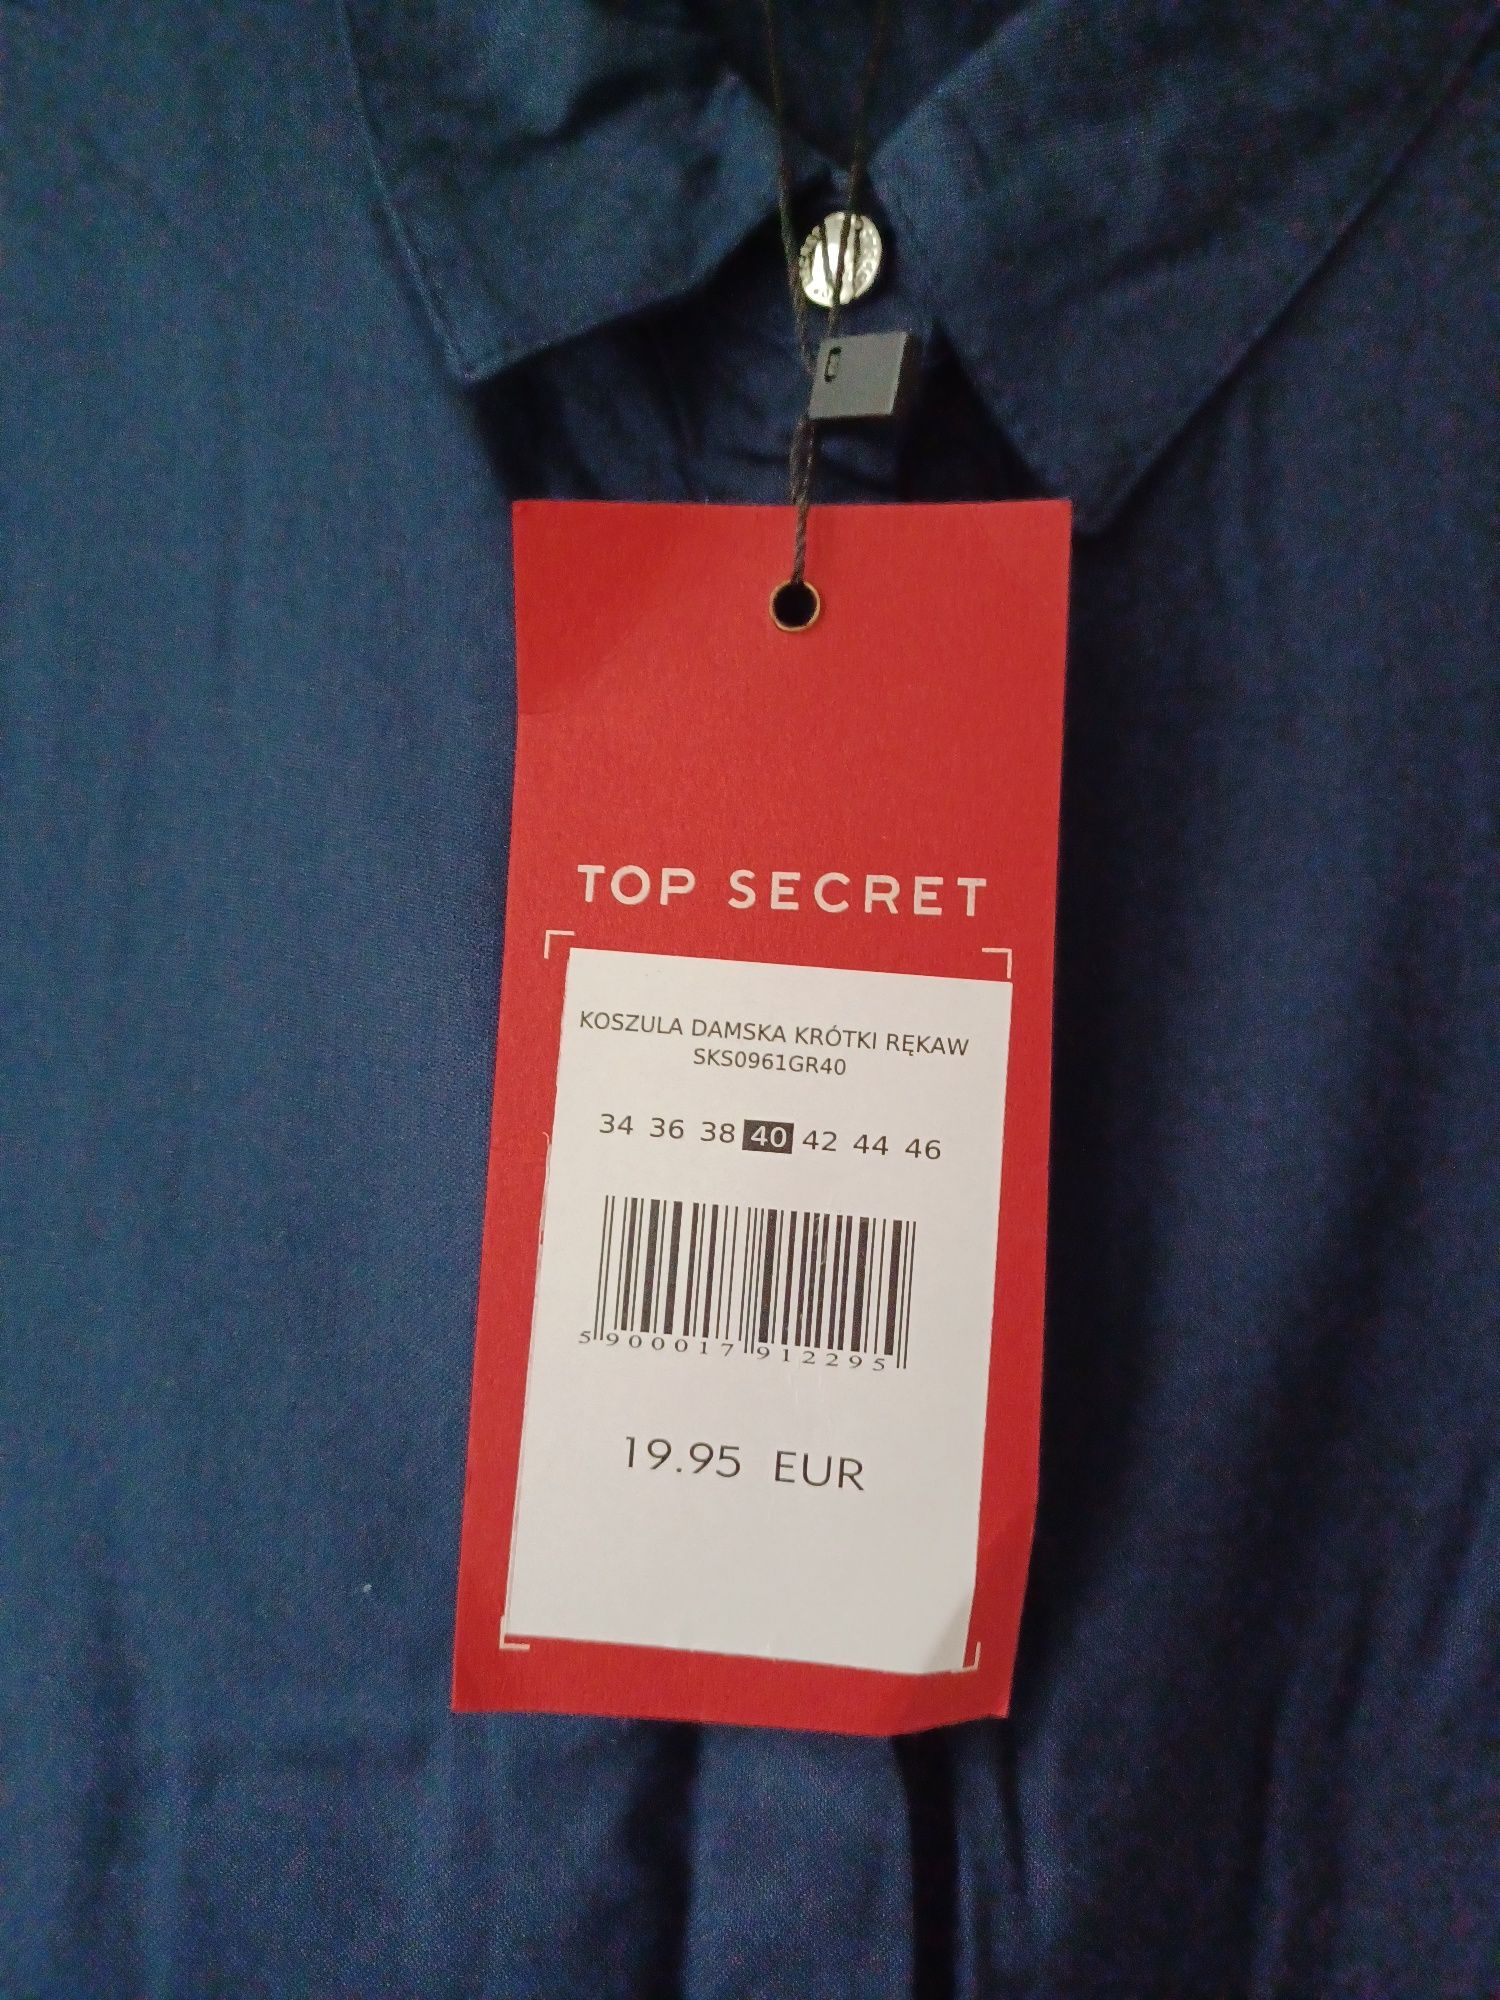 TOP SECRET
KOSZULA DAMSKA KRÓTKI RĘKAW
SKS0961GR40
34 36 38 40 42 44 46
5 900017 912295
19.95 EUR